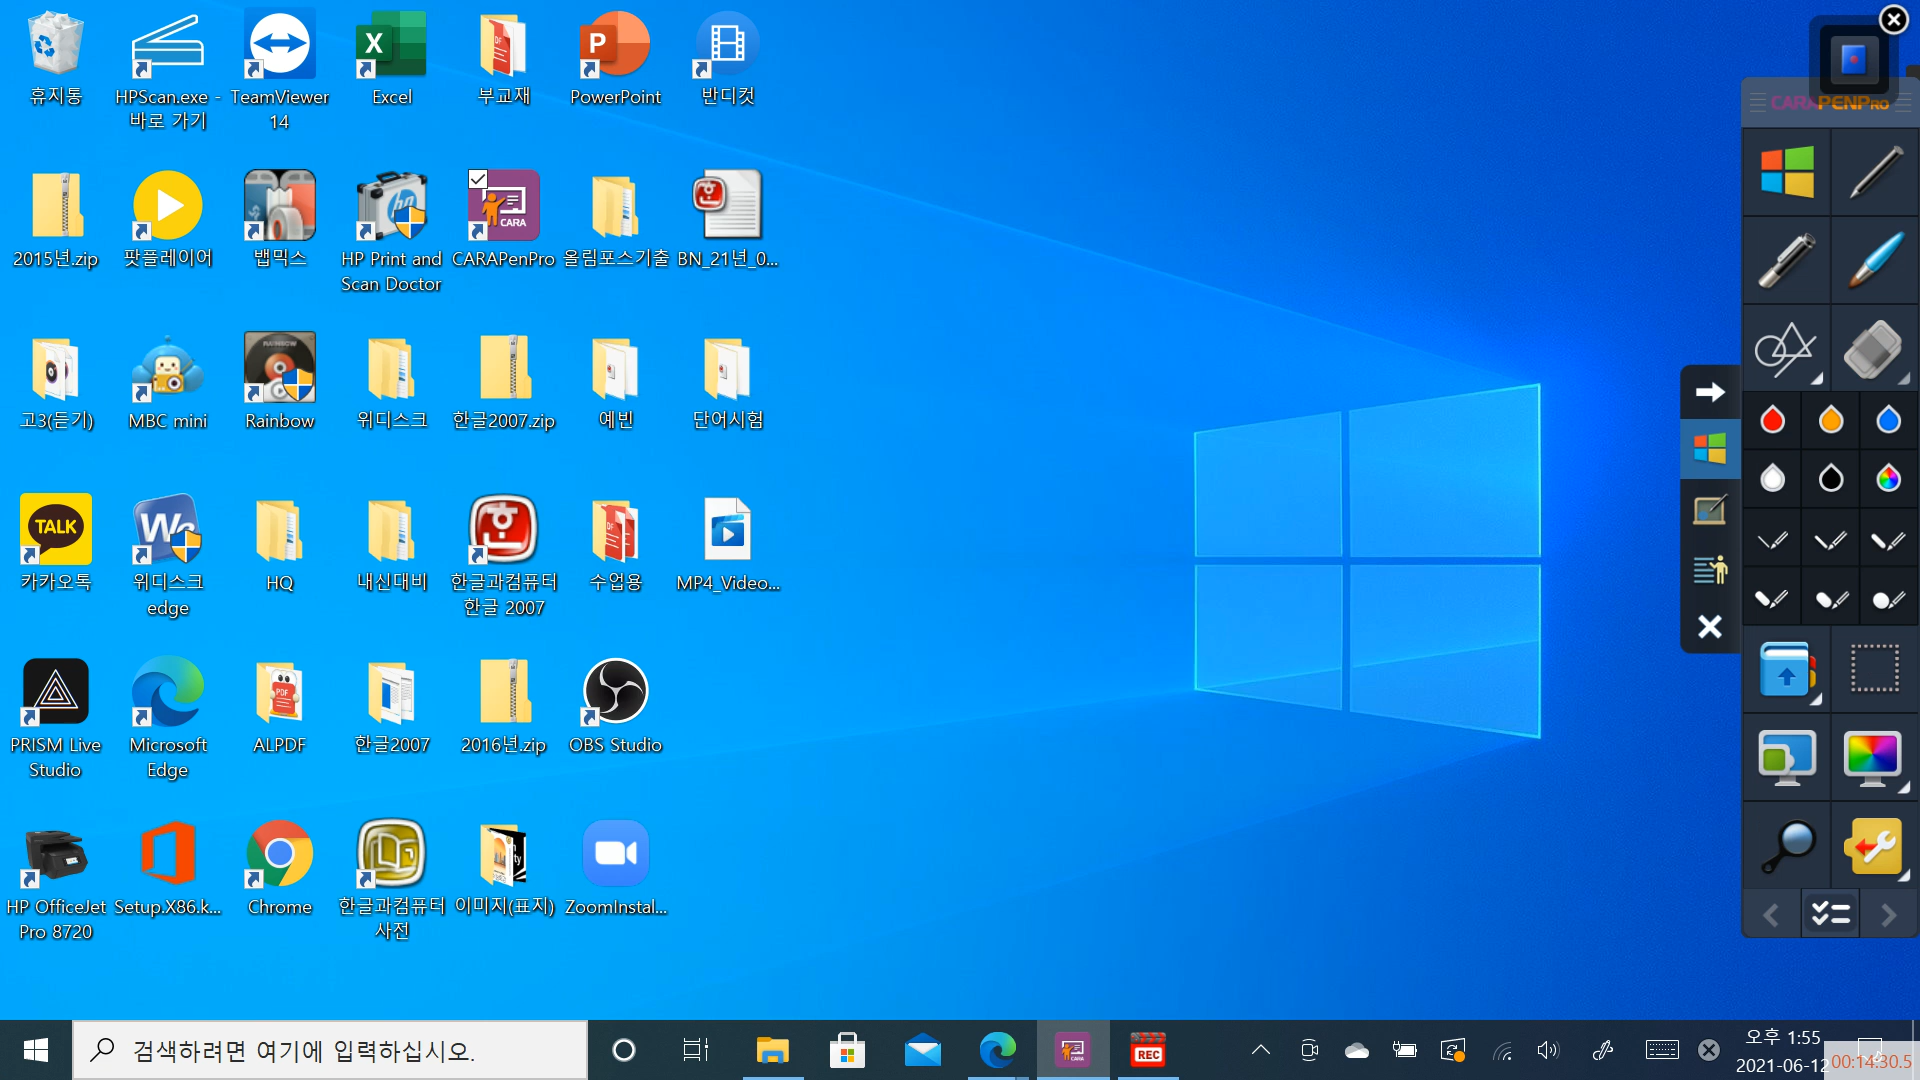 휴지통
HPScan.exe -
바로 가기
TeamViewer
14
Excel
부교재
PowerPoint
반디컷
CARAPENPRO
2015년.zip
팟플레이어
뱁믹스
HP Print and
Scan Doctor
CARA
CARAPenPro
올림포스기출
BN_21년_0...
고3(듣기)
MBC mini
RAINBOW
Rainbow
위디스크
한글2007.zip
예빈
단어시험
TALK
카카오톡
위디스크
edge
HQ
내신대비
한글과컴퓨터
한글 2007
수업용
MP4_Video...
PRISM Live
Studio
Microsoft
Edge
PDF
ALPDF
한글2007
2016년.zip
OBS Studio
HP OfficeJet
Pro 8720
Setup.X86.k...
Chrome
한글과컴퓨터
사전
이미지(표지)
ZoomInstal...
검색하려면 여기에 입력하십시오.
REC
오후 1:55
2021-06-12
00:14:30.5